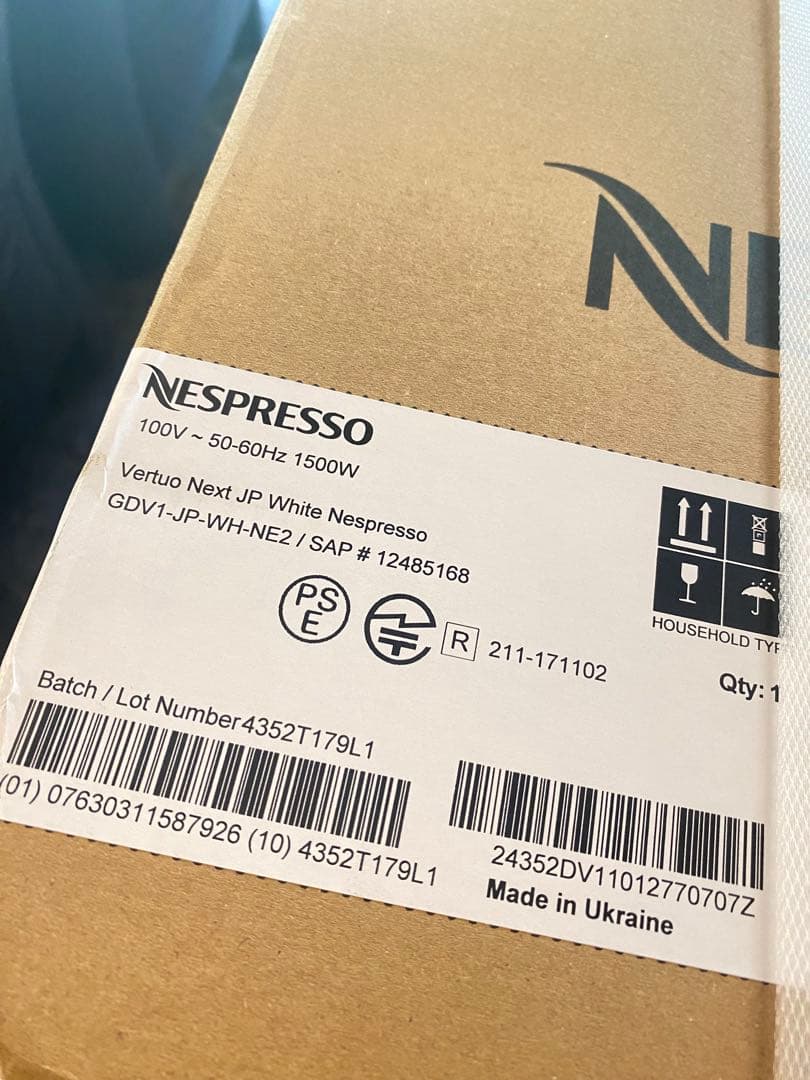 NE
NESPRESSO
100V ~ 50-60Hz 1500W
Vertuo Next JP White Nespresso
GDV1-JP-WH-NE2 / SAP # 12485168
PS
E
R 211-171102
HOUSEHOLD TYP
Qty: 1
Batch / Lot Number4352T179L1
(01) 07630311587926 (10) 4352T179L1
24352DV11012770707Z
Made in Ukraine